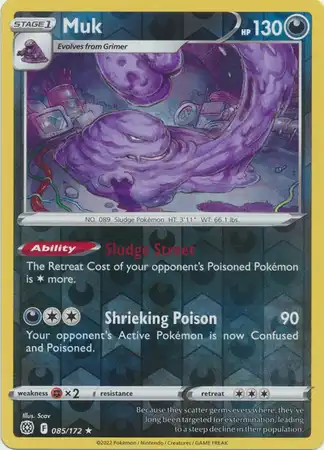 STAGE 1
Muk
HP 130
Evolves from Grimer
NO. 089 Sludge Pokémon HT: 3'11" WT: 66.1 lbs.
Ability Sludge Street
The Retreat Cost of your opponent's Poisoned Pokémon
is more.
Shrieking Poison 90
Your opponent's Active Pokémon is now Confused
and Poisoned.
weakness ×2 resistance retreat
Illus. Scav
F 085/172 ★
Because they scatter germs everywhere, they've
long been targeted for extermination, leading
to a steep decline in their population.
©2022 Pokémon / Nintendo / Creatures / GAME FREAK